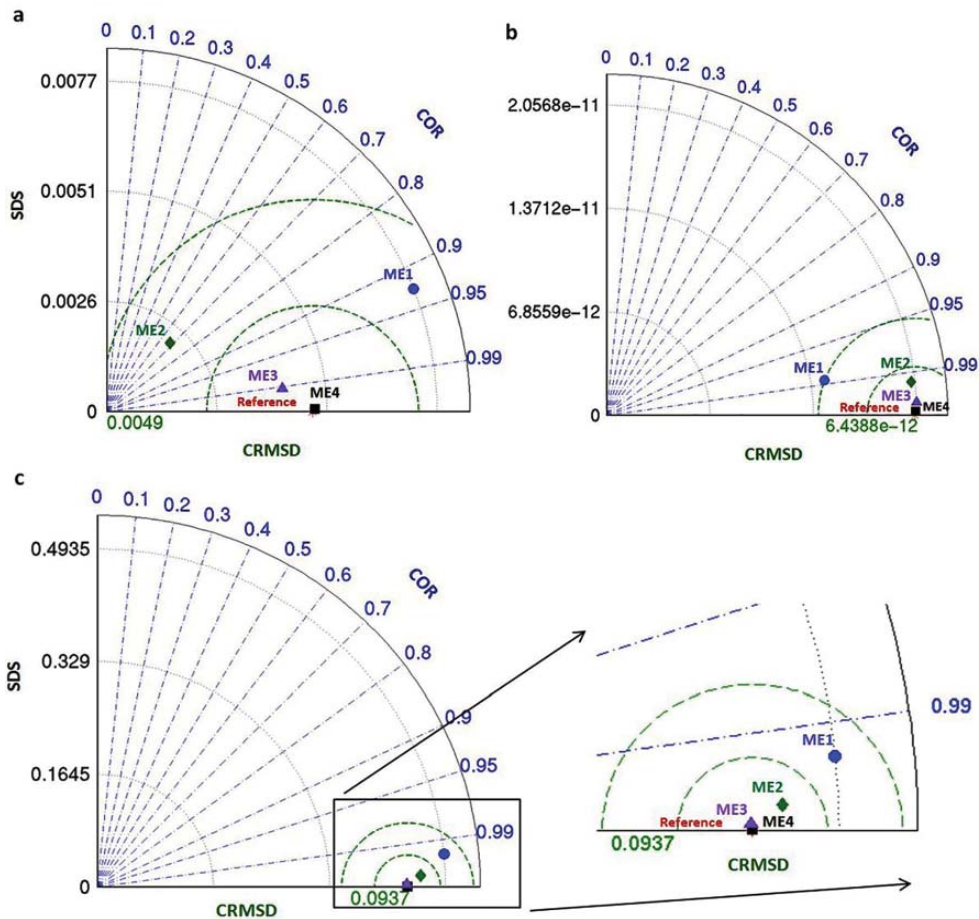 a
0 0.1 0.2 0.3 0.4 0.5 0.6 0.7 0.8 0.9 0.95 0.99
COR
SDS
0.0077
0.0051
0.0026
0
ME1
ME2
ME3
Reference ME4
0.0049
CRMSD
b
0 0.1 0.2 0.3 0.4 0.5 0.6 0.7 0.8 0.9 0.95 0.99
COR
2.0568e−11
1.3712e−11
6.8559e−12
0
ME1
ME2
ME3
Reference ME4
6.4388e−12
CRMSD
c
0 0.1 0.2 0.3 0.4 0.5 0.6 0.7 0.8 0.9 0.95 0.99
COR
SDS
0.4935
0.329
0.1645
0
0.0937
CRMSD
0.99
ME1
ME2
ME3
Reference ME4
0.0937
CRMSD